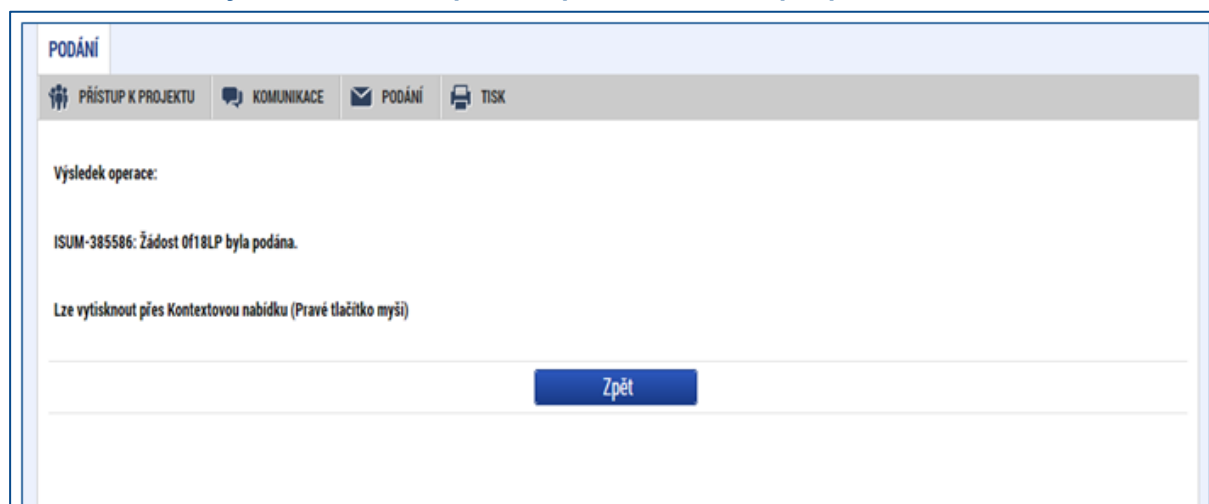 PODÁNÍ
PŘÍSTUP K PROJEKTU KOMUNIKACE PODÁNÍ TISK
Výsledek operace:
ISUM-385586: Žádost 0f18LP byla podána.
Lze vytisknout přes Kontextovou nabídku (Pravé tlačítko myši)
Zpět